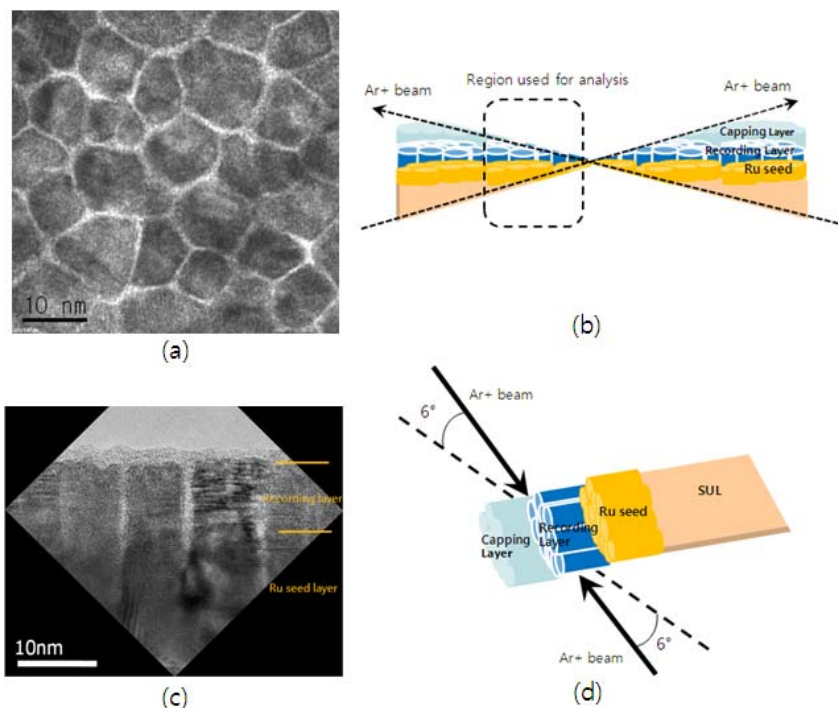 10 nm
(a)
Region used for analysis
Ar+ beam
Ar+ beam
Capping Layer
Recording Layer
Ru seed
(b)
Recording layer
Ru seed layer
10nm
(c)
Ar+ beam
6°
SUL
Ru seed
Recording
Layer
Capping
Layer
6°
Ar+ beam
(d)